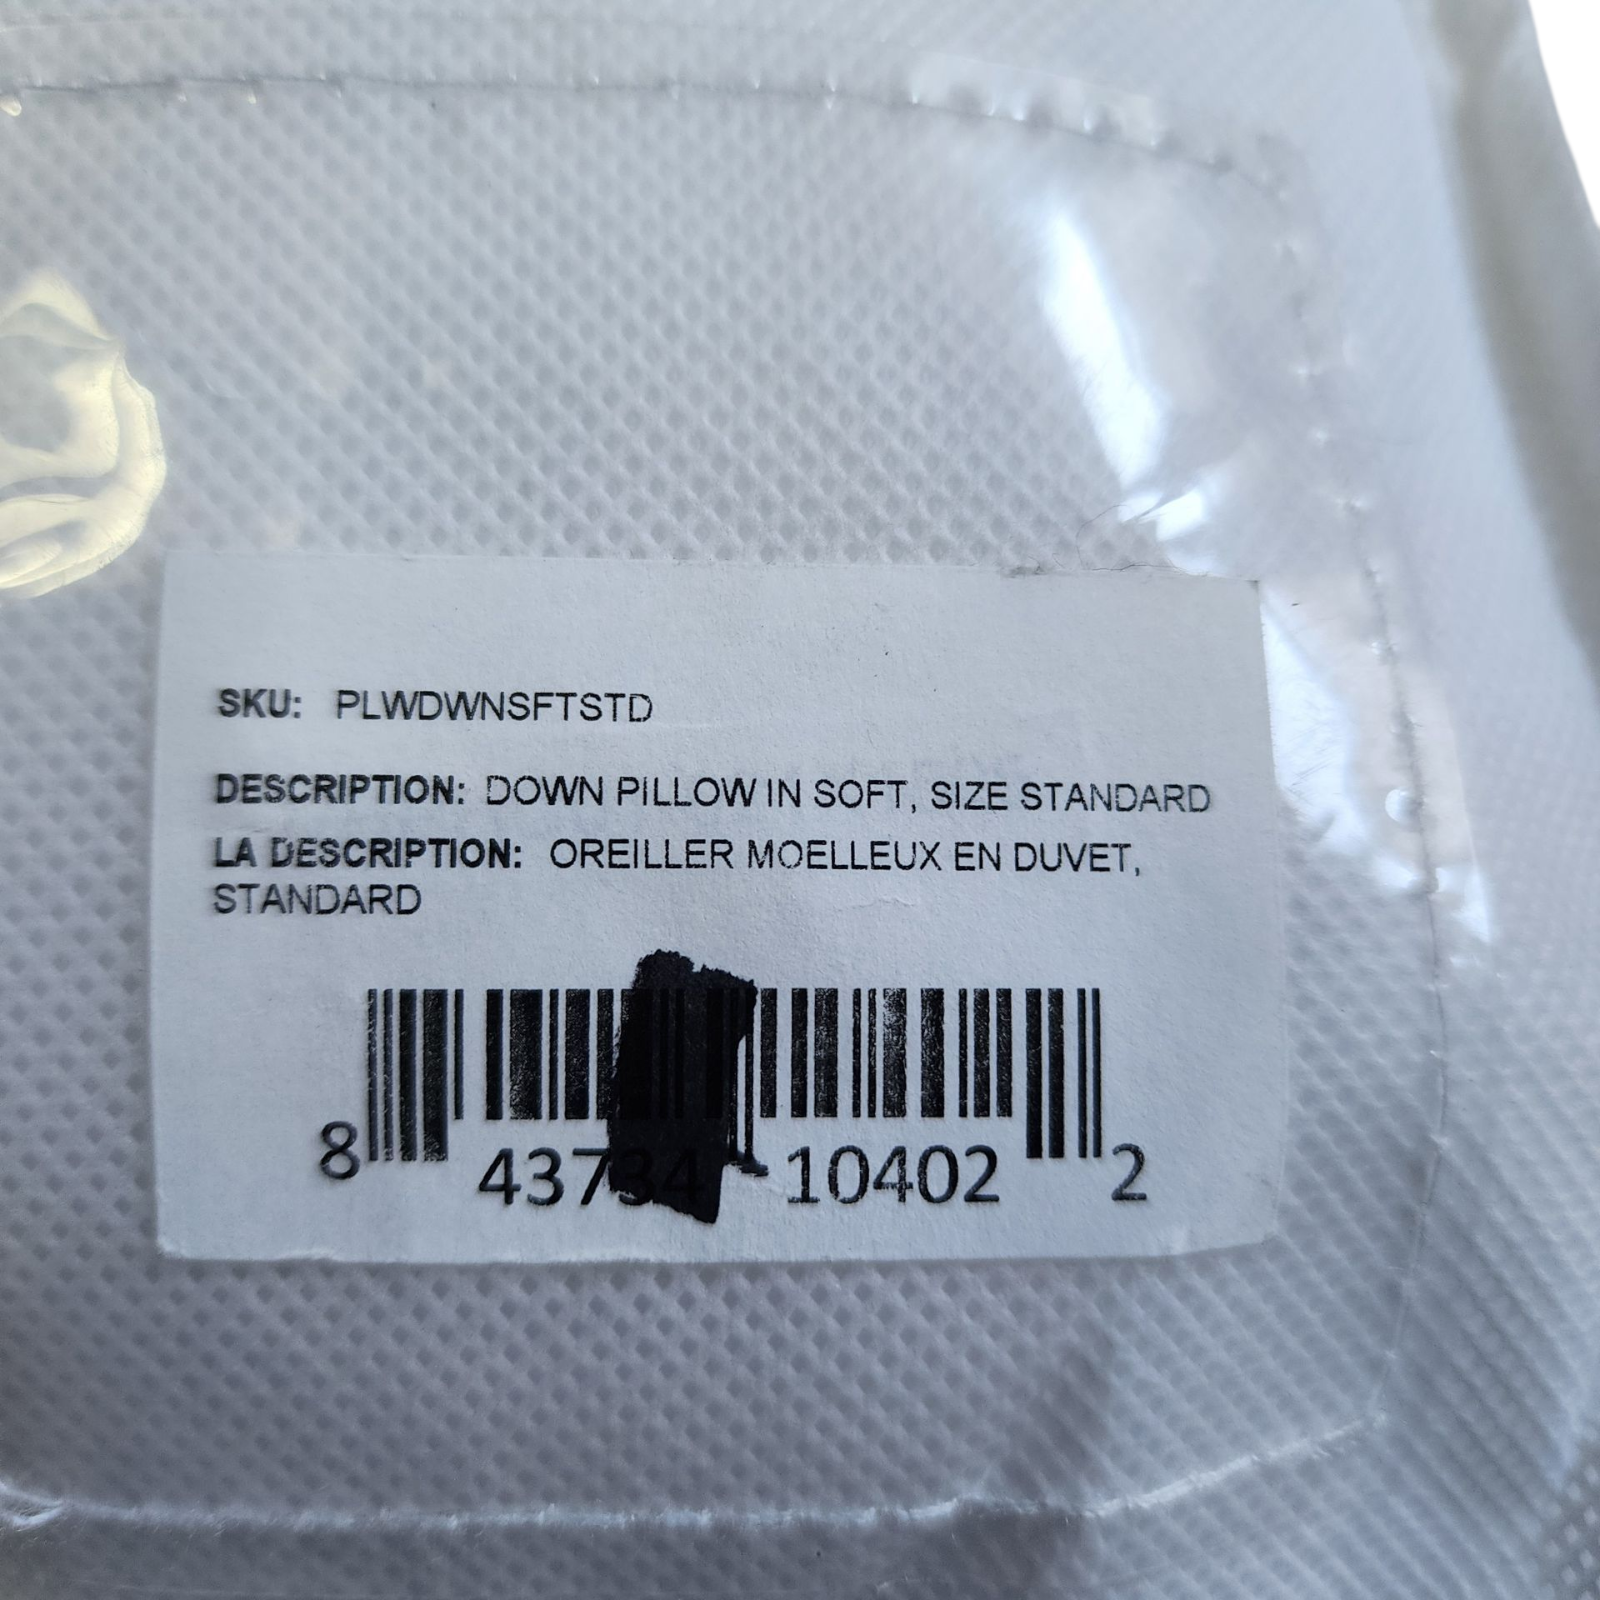 SKU: PLWDWNSFTSTD
DESCRIPTION: DOWN PILLOW IN SOFT, SIZE STANDARD
LA DESCRIPTION: OREILLER MOELLEUX EN DUVET,
STANDARD
8 43734 10402 2